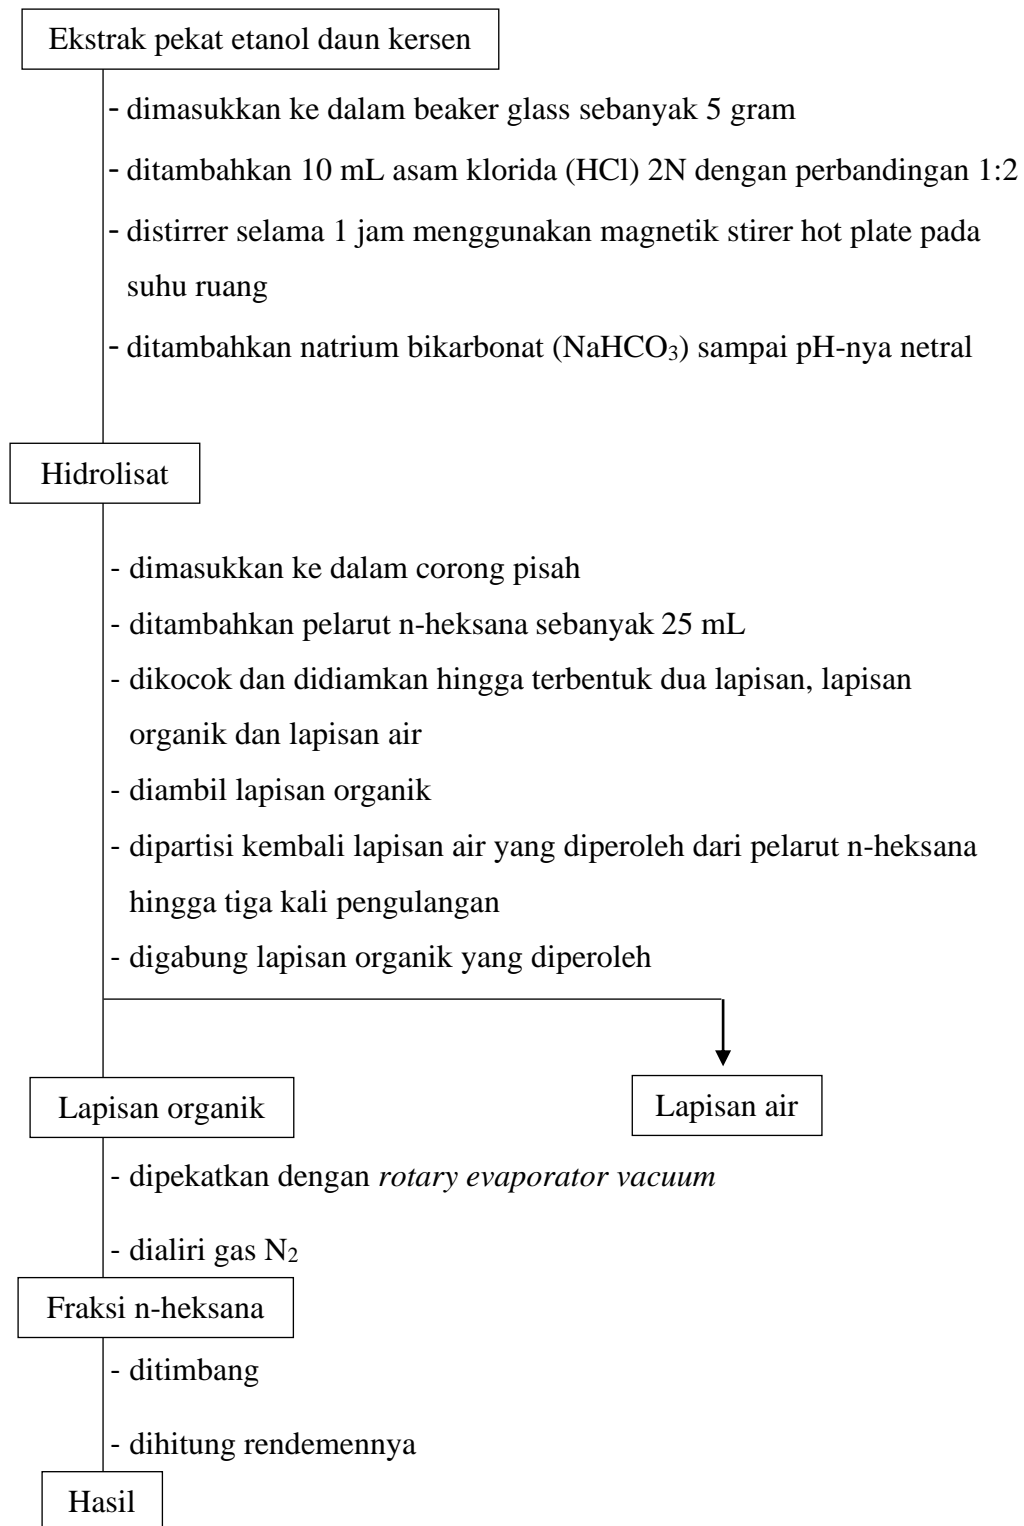 Ekstrak pekat etanol daun kersen
- dimasukkan ke dalam beaker glass sebanyak 5 gram
- ditambahkan 10 mL asam klorida (HCl) 2N dengan perbandingan 1:2
- distirrer selama 1 jam menggunakan magnetik stirer hot plate pada
suhu ruang
- ditambahkan natrium bikarbonat (NaHCO₃) sampai pH-nya netral
Hidrolisat
- dimasukkan ke dalam corong pisah
- ditambahkan pelarut n-heksana sebanyak 25 mL
- dikocok dan didiamkan hingga terbentuk dua lapisan, lapisan
organik dan lapisan air
- diambil lapisan organik
- dipartisi kembali lapisan air yang diperoleh dari pelarut n-heksana
hingga tiga kali pengulangan
- digabung lapisan organik yang diperoleh
Lapisan organik
Lapisan air
- dipekatkan dengan rotary evaporator vacuum
- dialiri gas N₂
Fraksi n-heksana
- ditimbang
- dihitung rendemennya
Hasil